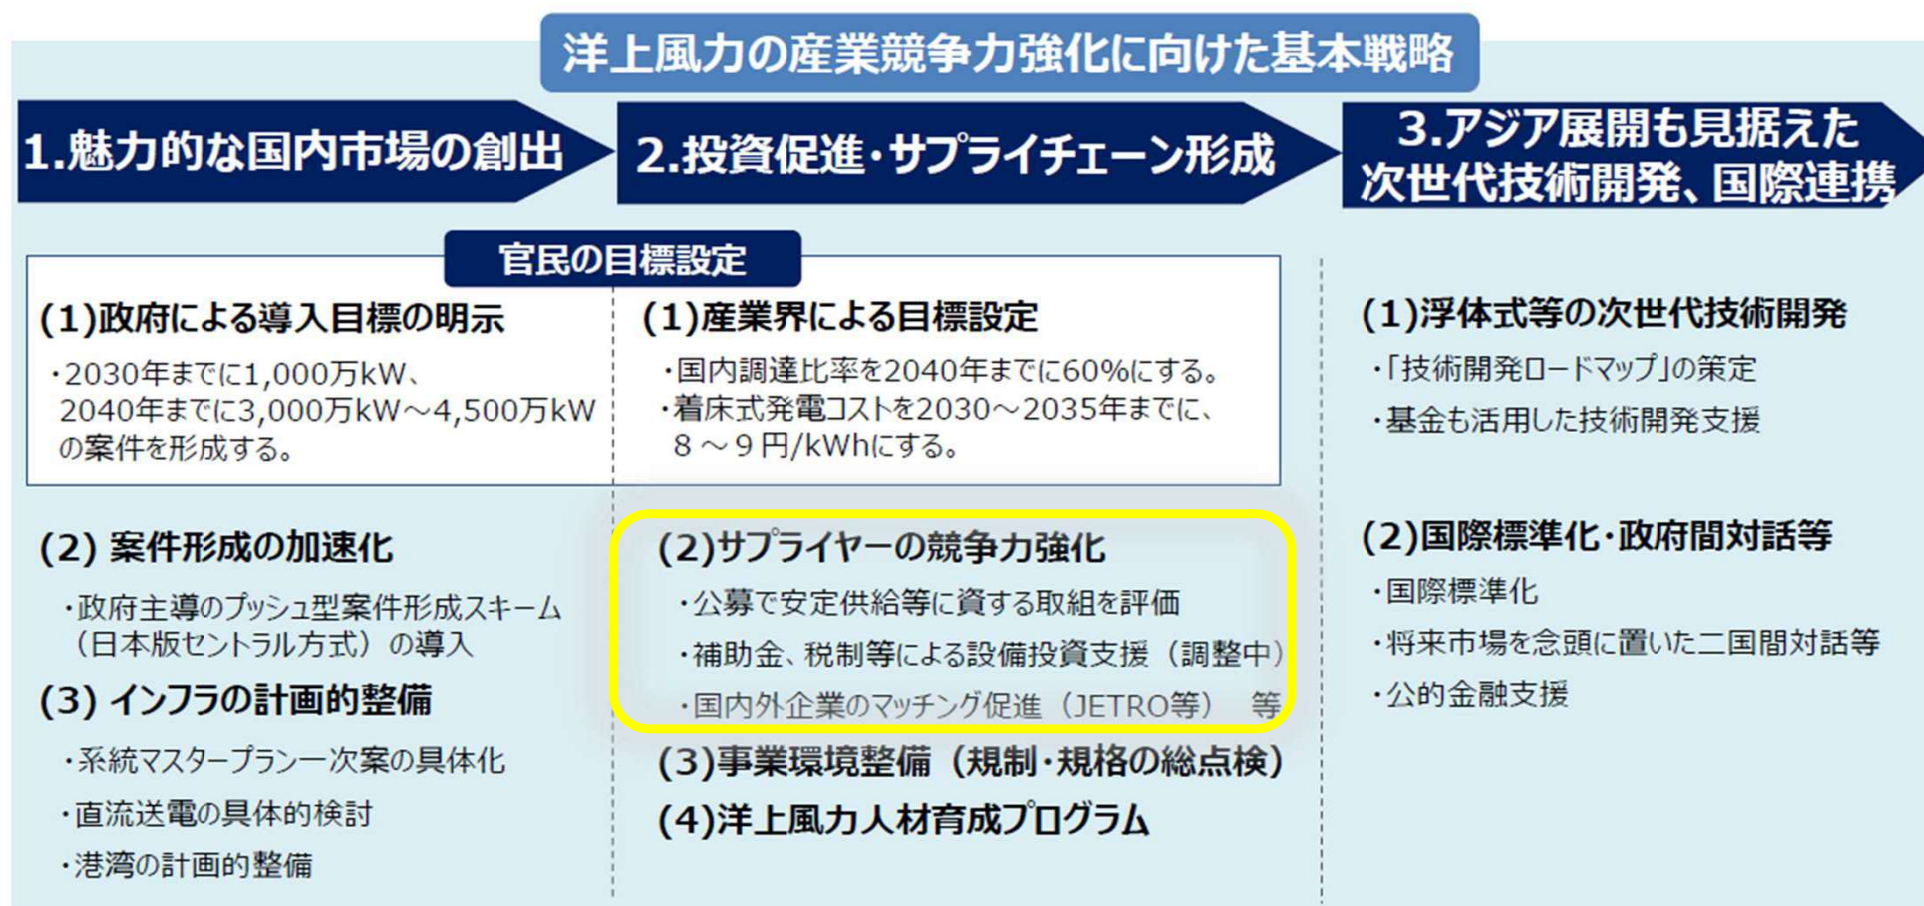 洋上風力の産業競争力強化に向けた基本戦略
1.魅力的な国内市場の創出
2.投資促進・サプライチェーン形成
3.アジア展開も見据えた
次世代技術開発、国際連携
官民の目標設定
(1)政府による導入目標の明示
・2030年までに1,000万kW、
2040年までに3,000万kW～4,500万kW
の案件を形成する。
(2) 案件形成の加速化
・政府主導のプッシュ型案件形成スキーム
（日本版セントラル方式）の導入
(3) インフラの計画的整備
・系統マスタープラン一次案の具体化
・直流送電の具体的検討
・港湾の計画的整備
(1)産業界による目標設定
・国内調達比率を2040年までに60%にする。
・着床式発電コストを2030～2035年までに、
８～９円/kWhにする。
(2)サプライヤーの競争力強化
・公募で安定供給等に資する取組を評価
・補助金、税制等による設備投資支援（調整中）
・国内外企業のマッチング促進（JETRO等）　等
(3)事業環境整備（規制・規格の総点検）
(4)洋上風力人材育成プログラム
(1)浮体式等の次世代技術開発
・「技術開発ロードマップ」の策定
・基金も活用した技術開発支援
(2)国際標準化・政府間対話等
・国際標準化
・将来市場を念頭に置いた二国間対話等
・公的金融支援